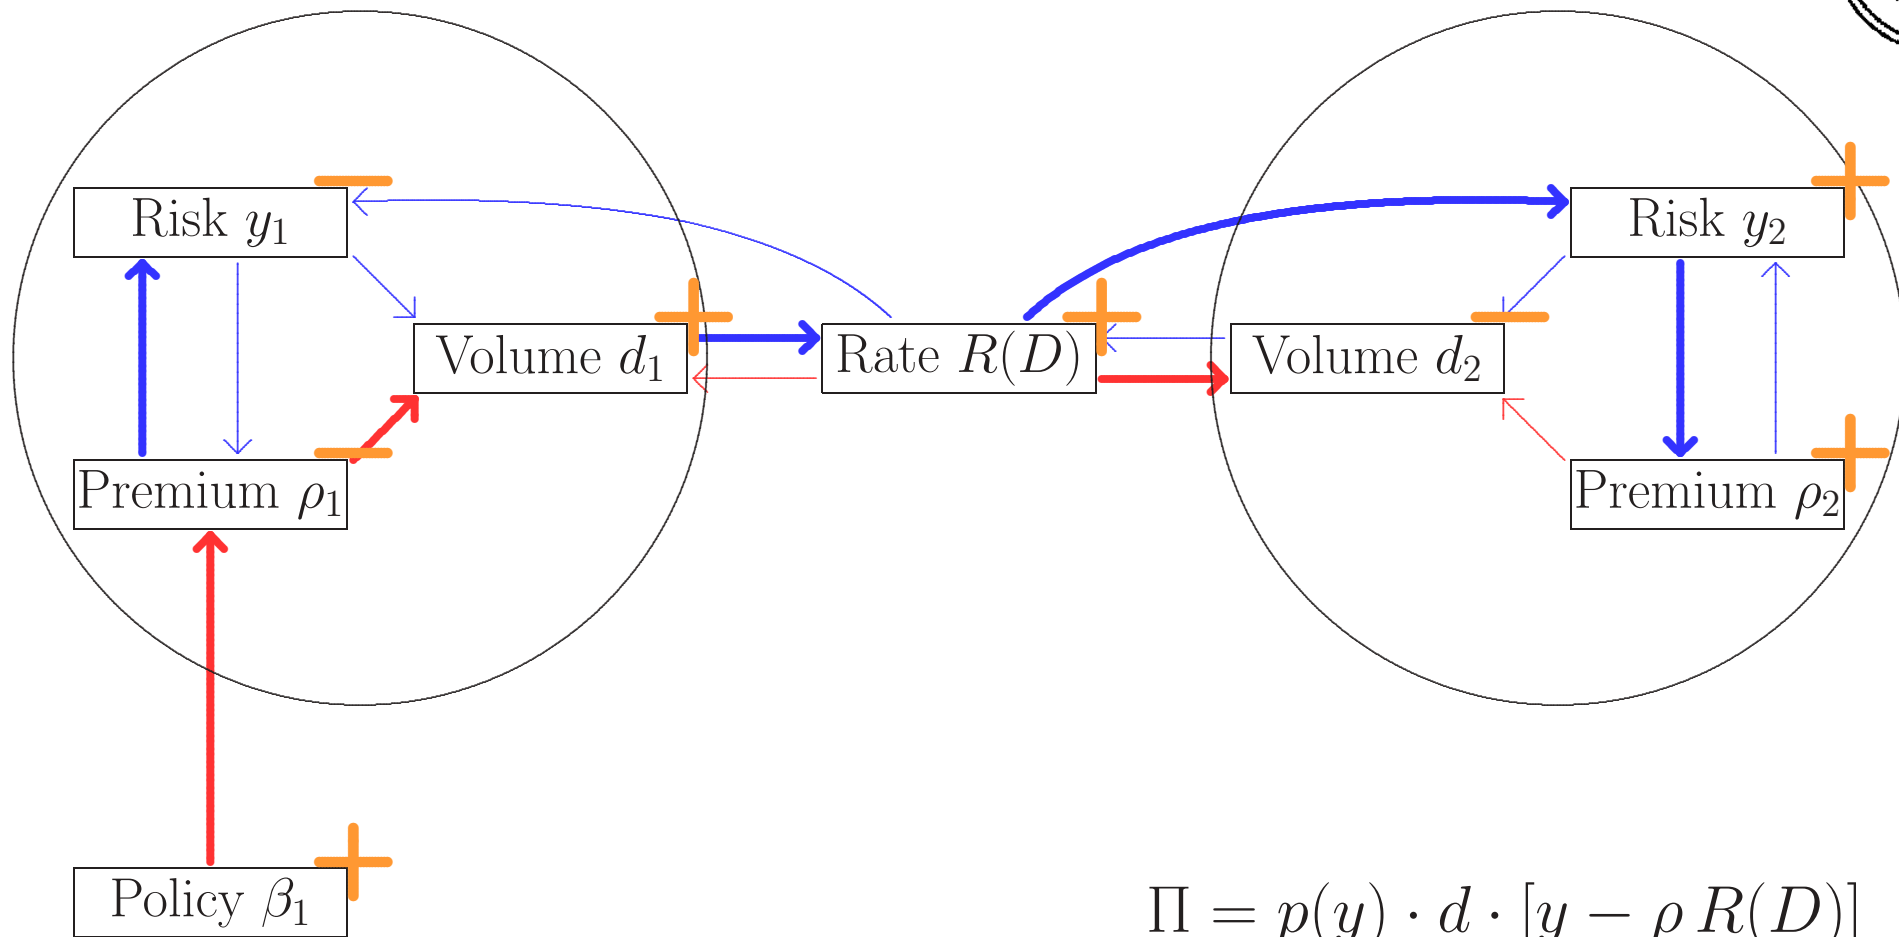 Risk y₁
Risk y₂
Volume d₁
Rate R(D)
Volume d₂
Premium ρ₁
Premium ρ₂
Policy β₁
Π = p(y) · d · [y − ρ R(D)]